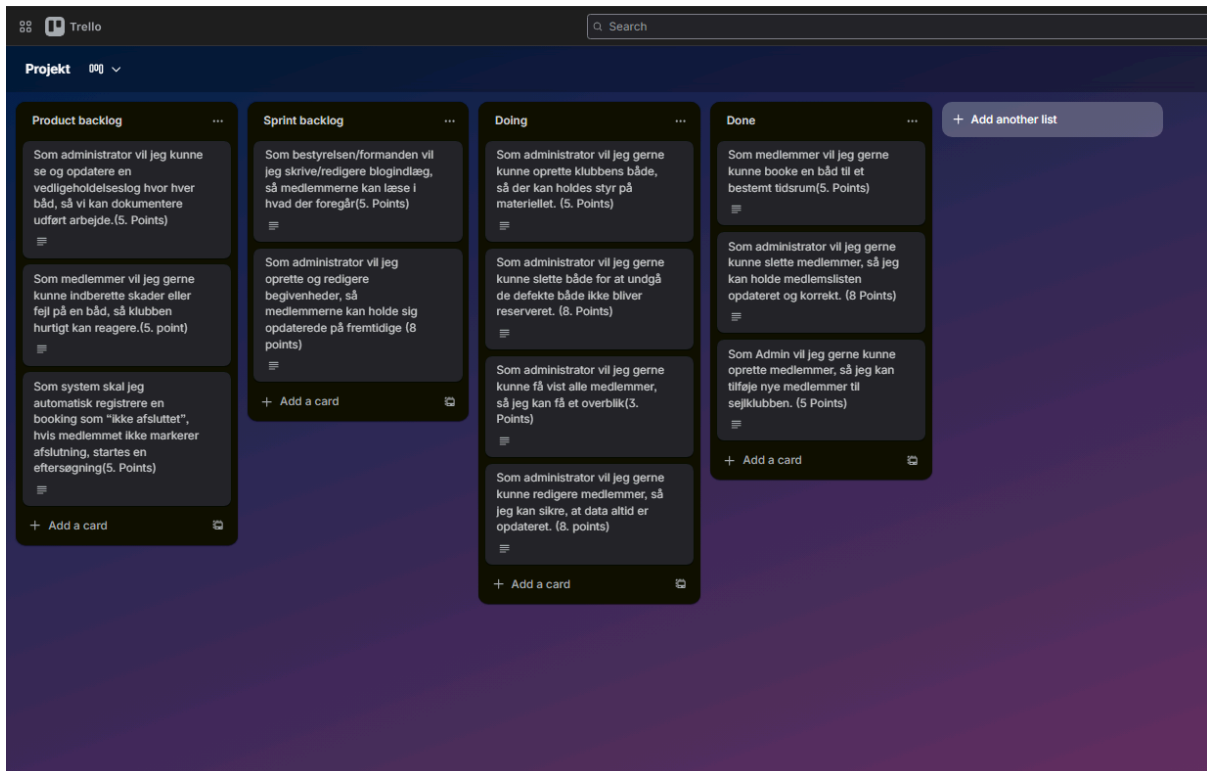 Trello
Search
Projekt
Product backlog
Som administrator vil jeg kunne
se og opdatere en
vedligeholdelseslog hvor hver
båd, så vi kan dokumentere
udført arbejde.(5. Points)
Som medlemmer vil jeg gerne
kunne indberette skader eller
fejl på en båd, så klubben
hurtigt kan reagere.(5. point)
Som system skal jeg
automatisk registrere en
booking som “ikke afsluttet”,
hvis medlemmet ikke markerer
afslutning, startes en
eftersøgning(5. Points)
+ Add a card
Sprint backlog
Som bestyrelsen/formanden vil
jeg skrive/redigere blogindlæg,
så medlemmerne kan læse i
hvad der foregår(5. Points)
Som administrator vil jeg
oprette og redigere
begivenheder, så
medlemmerne kan holde sig
opdaterede på fremtidige (8
points)
+ Add a card
Doing
Som administrator vil jeg gerne
kunne oprette klubbens både,
så der kan holdes styr på
materiellet. (5. Points)
Som administrator vil jeg gerne
kunne slette både for at undgå
de defekte både ikke bliver
reserveret. (8. Points)
Som administrator vil jeg gerne
kunne få vist alle medlemmer,
så jeg kan få et overblik(3.
Points)
Som administrator vil jeg gerne
kunne redigere medlemmer, så
jeg kan sikre, at data altid er
opdateret. (8. points)
+ Add a card
Done
Som medlemmer vil jeg gerne
kunne booke en båd til et
bestemt tidsrum(5. Points)
Som administrator vil jeg gerne
kunne slette medlemmer, så jeg
kan holde medlemslisten
opdateret og korrekt. (8 Points)
Som Admin vil jeg gerne kunne
oprette medlemmer, så jeg kan
tilføje nye medlemmer til
sejlklubben. (5 Points)
+ Add a card
+ Add another list